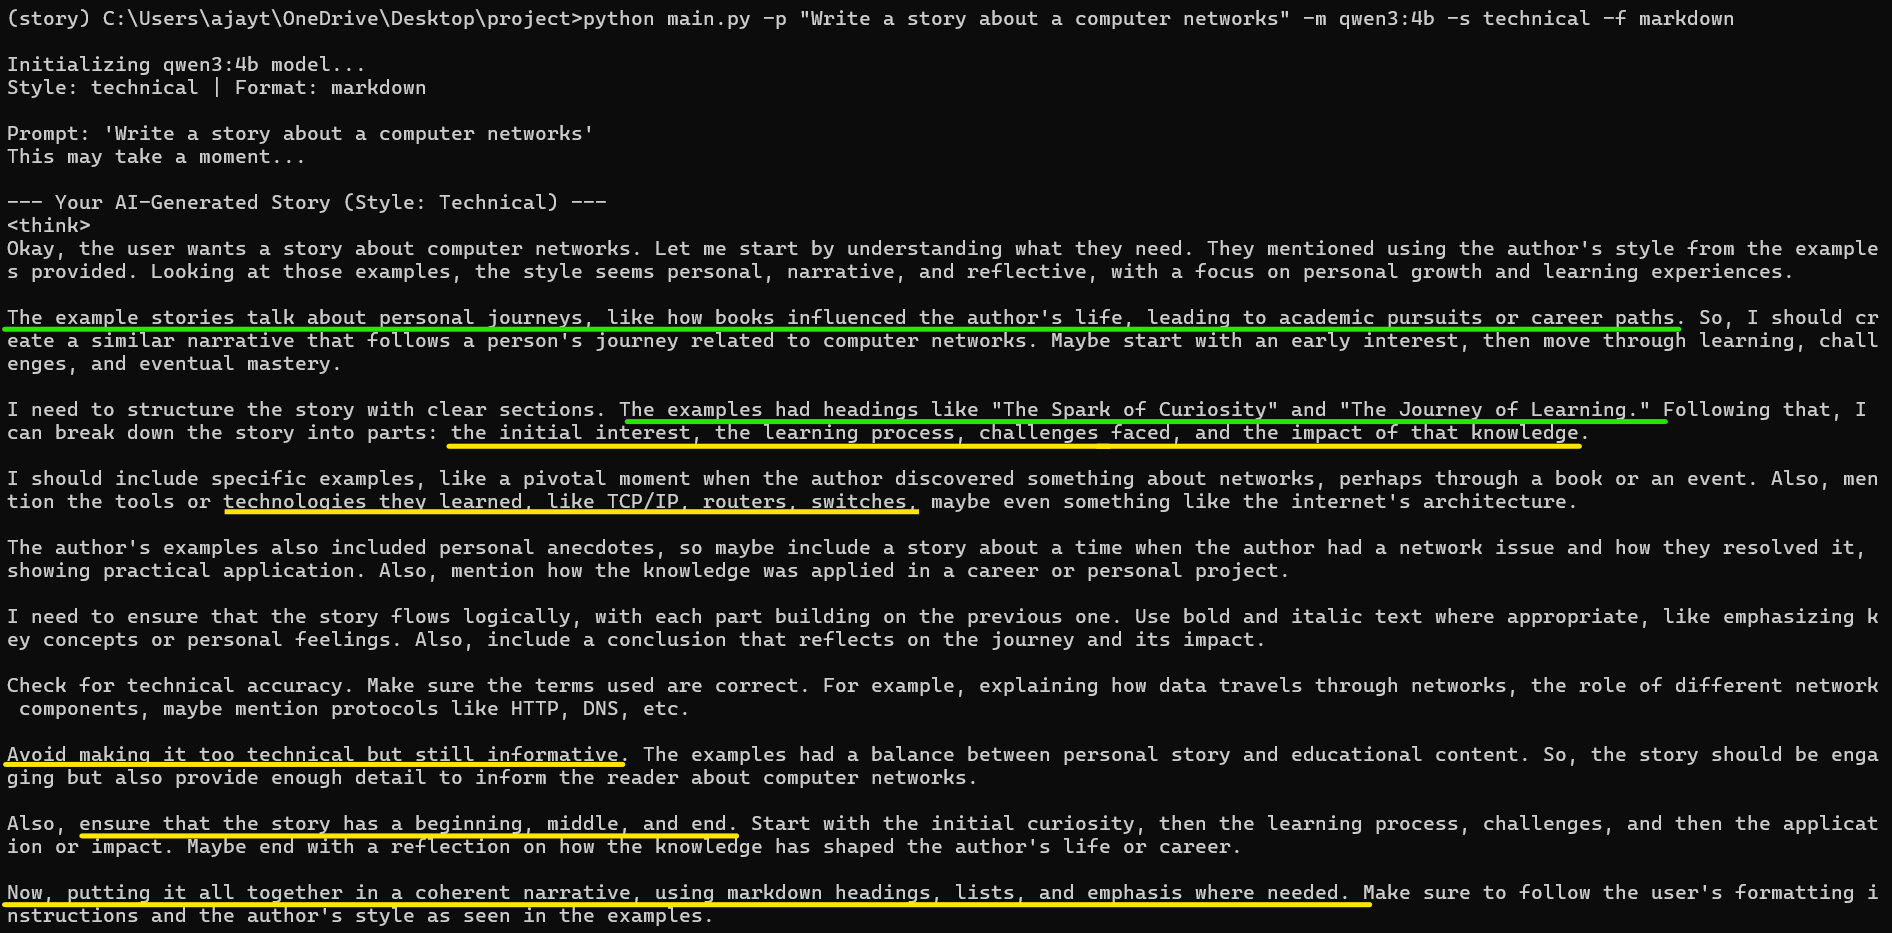 (story) C:\Users\ajayt\OneDrive\Desktop\project>python main.py -p "Write a story about a computer networks" -m qwen3:4b -s technical -f markdown
Initializing qwen3:4b model...
Style: technical | Format: markdown
Prompt: 'Write a story about a computer networks'
This may take a moment...
--- Your AI-Generated Story (Style: Technical) ---
<think>
Okay, the user wants a story about computer networks. Let me start by understanding what they need. They mentioned using the author's style from the example
s provided. Looking at those examples, the style seems personal, narrative, and reflective, with a focus on personal growth and learning experiences.
The example stories talk about personal journeys, like how books influenced the author's life, leading to academic pursuits or career paths. So, I should cr
eate a similar narrative that follows a person's journey related to computer networks. Maybe start with an early interest, then move through learning, chall
enges, and eventual mastery.
I need to structure the story with clear sections. The examples had headings like "The Spark of Curiosity" and "The Journey of Learning." Following that, I
can break down the story into parts: the initial interest, the learning process, challenges faced, and the impact of that knowledge.
I should include specific examples, like a pivotal moment when the author discovered something about networks, perhaps through a book or an event. Also, men
tion the tools or technologies they learned, like TCP/IP, routers, switches, maybe even something like the internet's architecture.
The author's examples also included personal anecdotes, so maybe include a story about a time when the author had a network issue and how they resolved it,
showing practical application. Also, mention how the knowledge was applied in a career or personal project.
I need to ensure that the story flows logically, with each part building on the previous one. Use bold and italic text where appropriate, like emphasizing k
ey concepts or personal feelings. Also, include a conclusion that reflects on the journey and its impact.
Check for technical accuracy. Make sure the terms used are correct. For example, explaining how data travels through networks, the role of different network
components, maybe mention protocols like HTTP, DNS, etc.
Avoid making it too technical but still informative. The examples had a balance between personal story and educational content. So, the story should be enga
ging but also provide enough detail to inform the reader about computer networks.
Also, ensure that the story has a beginning, middle, and end. Start with the initial curiosity, then the learning process, challenges, and then the applicat
ion or impact. Maybe end with a reflection on how the knowledge has shaped the author's life or career.
Now, putting it all together in a coherent narrative, using markdown headings, lists, and emphasis where needed. Make sure to follow the user's formatting i
nstructions and the author's style as seen in the examples.